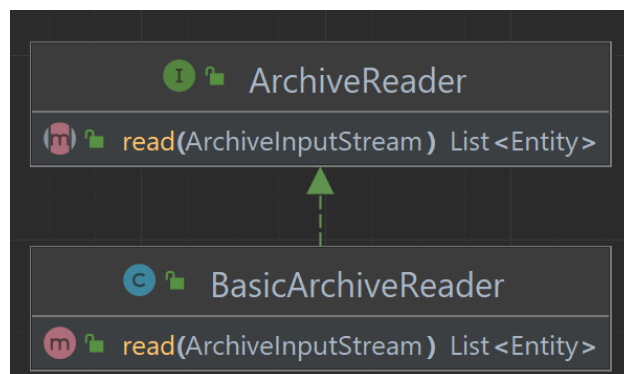 I ArchiveReader
m read(ArchiveInputStream) List<Entity>
C BasicArchiveReader
m read(ArchiveInputStream) List<Entity>